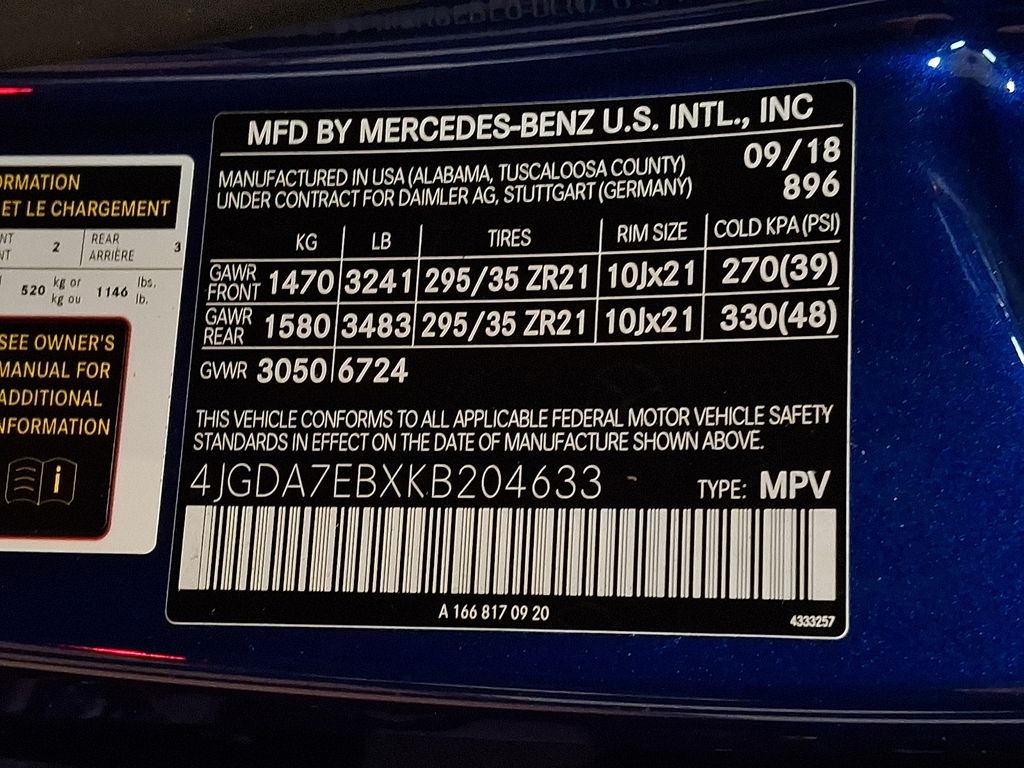 MFD BY MERCEDES-BENZ U.S. INTL., INC
MANUFACTURED IN USA (ALABAMA, TUSCALOOSA COUNTY)
UNDER CONTRACT FOR DAIMLER AG, STUTTGART (GERMANY)
09/18
896
KG LB TIRES RIM SIZE COLD KPA (PSI)
GAWR FRONT 1470 3241 295/35 ZR21 10Jx21 270(39)
GAWR REAR 1580 3483 295/35 ZR21 10Jx21 330(48)
GVWR 3050 6724
THIS VEHICLE CONFORMS TO ALL APPLICABLE FEDERAL MOTOR VEHICLE SAFETY
STANDARDS IN EFFECT ON THE DATE OF MANUFACTURE SHOWN ABOVE.
4JGDA7EBXKB204633 TYPE: MPV
A 166 817 09 20
4333257
ORMATION
ET LE CHARGEMENT
NT 2 REAR 3
NT ARRIÈRE
520 kg or 1146 lbs.
kg ou lb.
SEE OWNER'S
MANUAL FOR
ADDITIONAL
NFORMATION
i